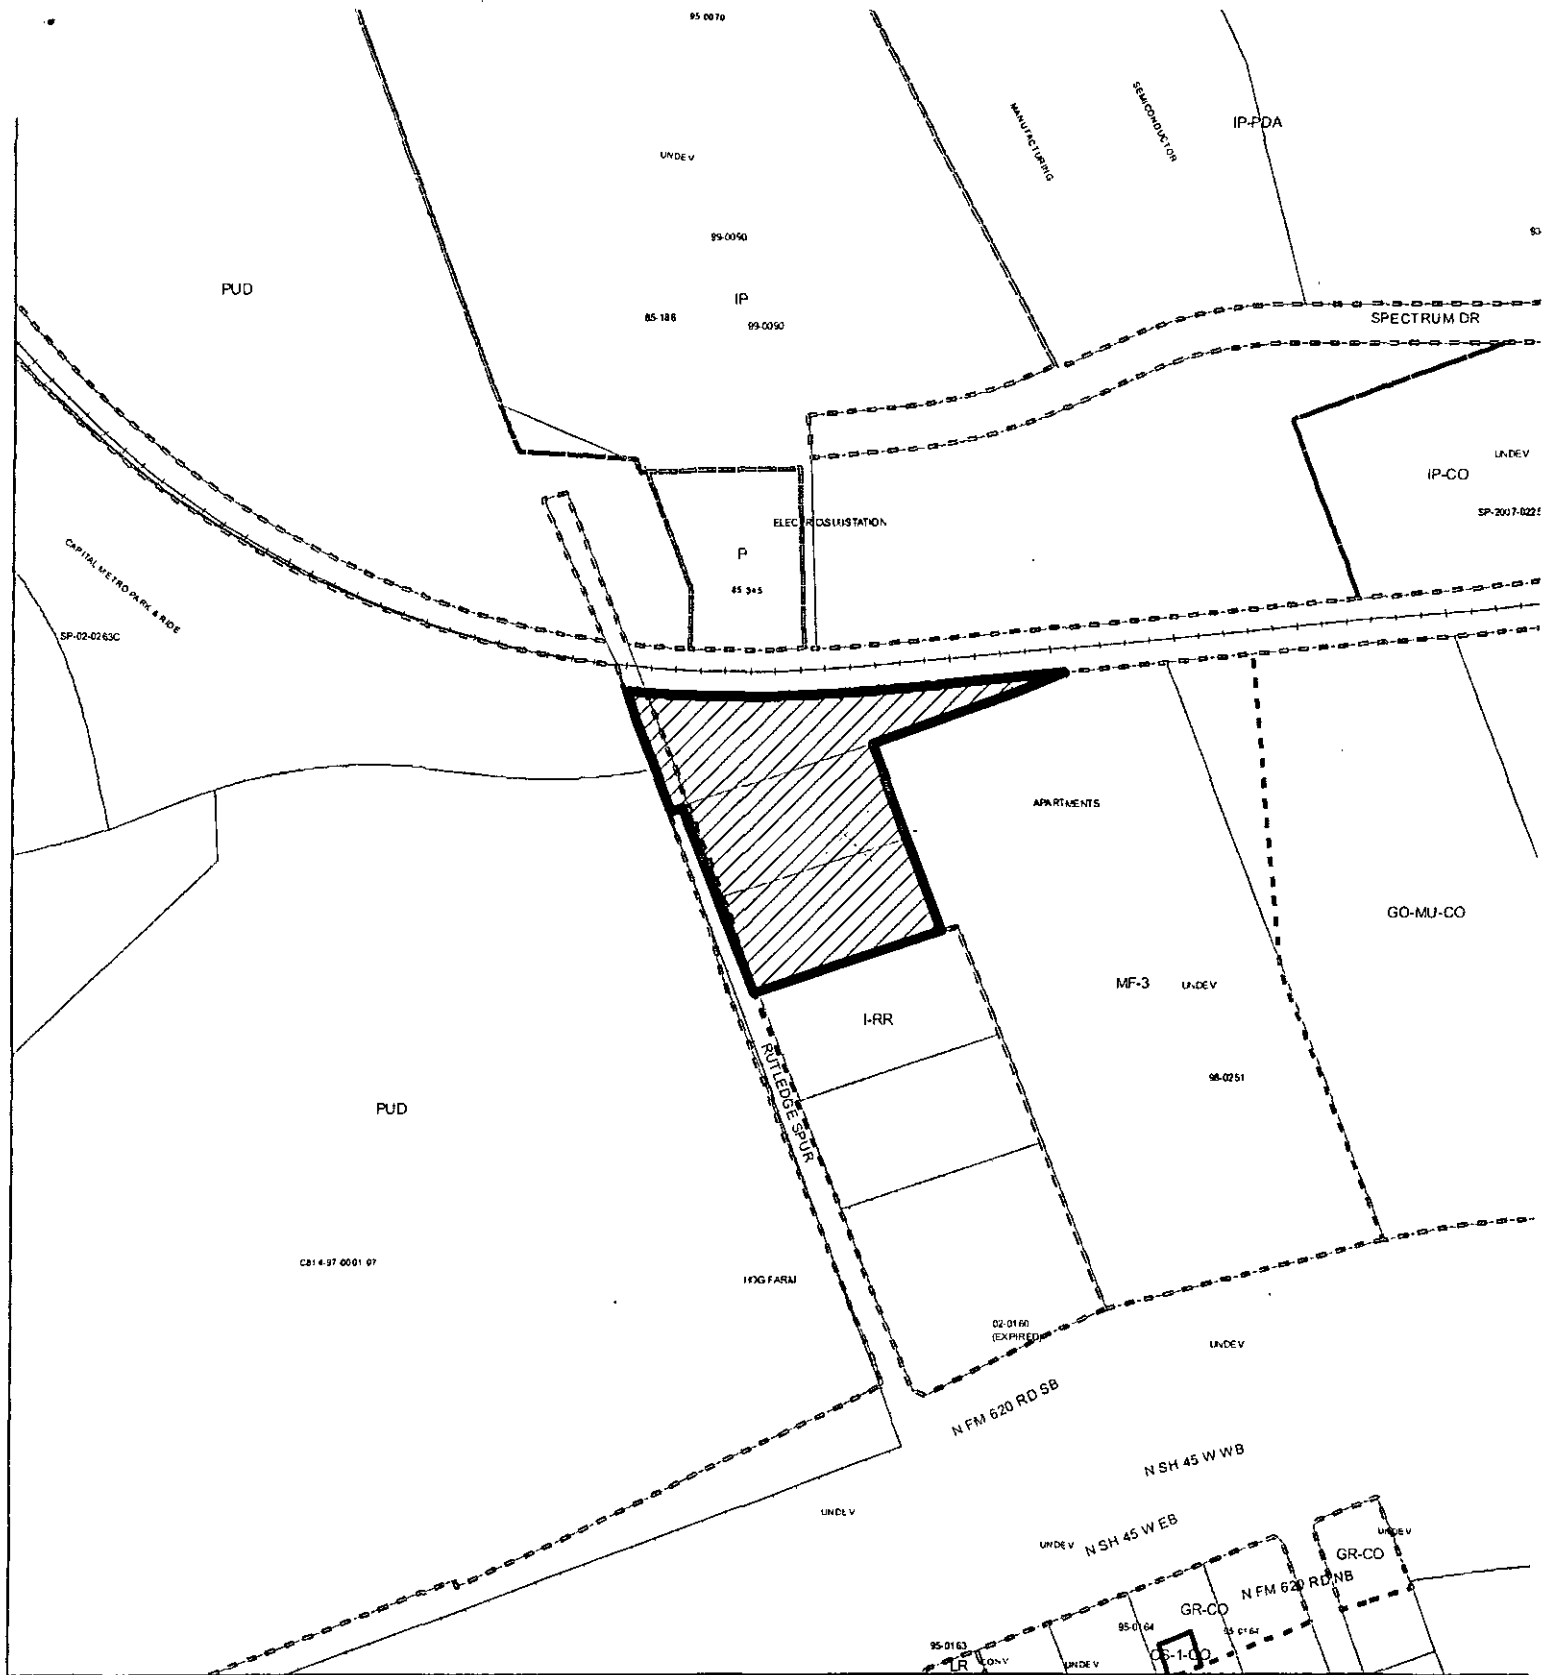 95 0070
MANUFACTURING
SEMICONDUCTOR
IP-PDA
UNDEV
99-0090
93-
PUD
IP
85-186
99-0090
SPECTRUM DR
UNDEV
IP-CO
SP-2007-022
P
85
CAPITAL METRO PARK & RIDE
SP-02-0263C
APARTMENTS
GO-MU-CO
MF-3
UNDEV
I-RR
98-0251
RUTLEDGE SPUR
PUD
C814-97 0001 07
HOG FARM
02-0160
(EXPIRED)
UNDEV
N FM 620 RD SB
N SH 45 W WB
UNDEV
UNDEV
N SH 45 W EB
UNDEV
GR-CO
N FM 620 RD NB
GR-CO
95-0164
95-0164
95-0163
LR
CONV
UNDEV
CS-1-CO